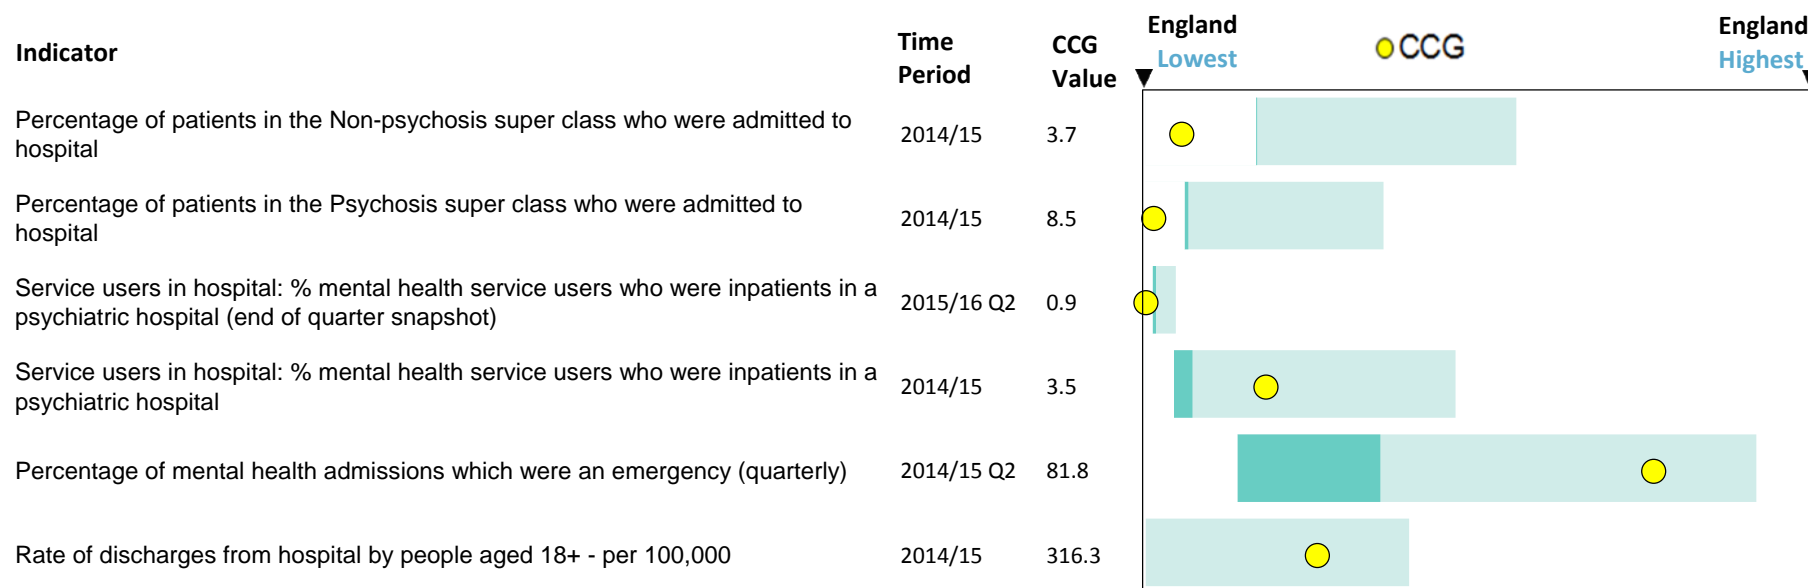 Indicator
Time
Period
CCG
Value
England
Lowest
CCG
England
Highest
Percentage of patients in the Non-psychosis super class who were admitted to
hospital
2014/15
3.7
Percentage of patients in the Psychosis super class who were admitted to
hospital
2014/15
8.5
Service users in hospital: % mental health service users who were inpatients in a
psychiatric hospital (end of quarter snapshot)
2015/16 Q2
0.9
Service users in hospital: % mental health service users who were inpatients in a
psychiatric hospital
2014/15
3.5
Percentage of mental health admissions which were an emergency (quarterly)
2014/15 Q2
81.8
Rate of discharges from hospital by people aged 18+ - per 100,000
2014/15
316.3